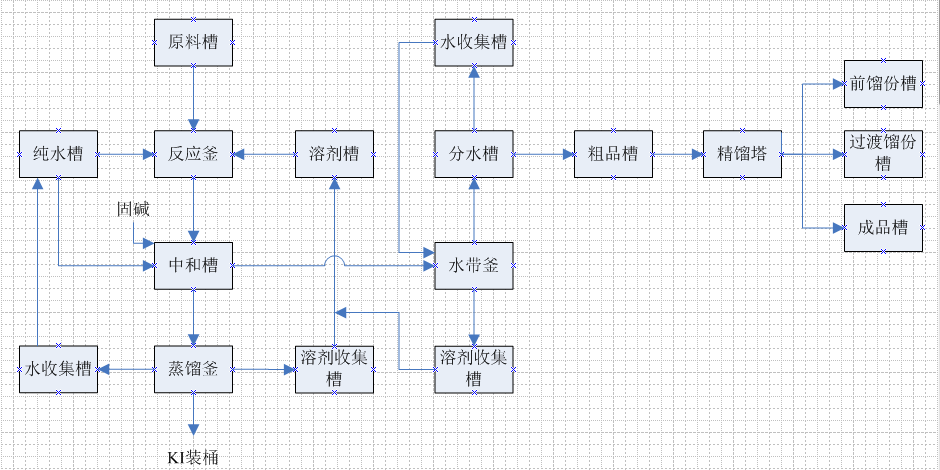 原料槽
水收集槽
前馏份槽
纯水槽
反应釜
溶剂槽
分水槽
粗品槽
精馏塔
过渡馏份
槽
固碱
成品槽
中和槽
水带釜
水收集槽
蒸馏釜
溶剂收集
槽
溶剂收集
槽
KI装桶